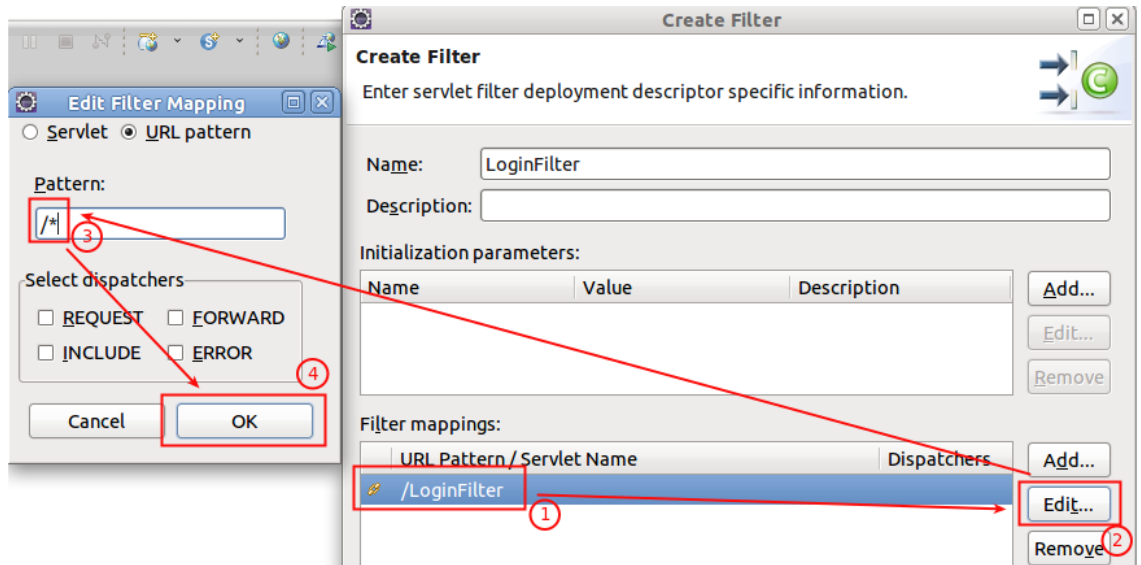 Create Filter
Create Filter
Enter servlet filter deployment descriptor specific information.
Name: LoginFilter
Description:
Initialization parameters:
Name Value Description
Add...
Edit...
Remove
Filter mappings:
URL Pattern / Servlet Name Dispatchers
Add...
/LoginFilter
1
Edit...
2
Remove
Edit Filter Mapping
Servlet URL pattern
Pattern:
/*
3
Select dispatchers
REQUEST FORWARD
INCLUDE ERROR
4
Cancel OK